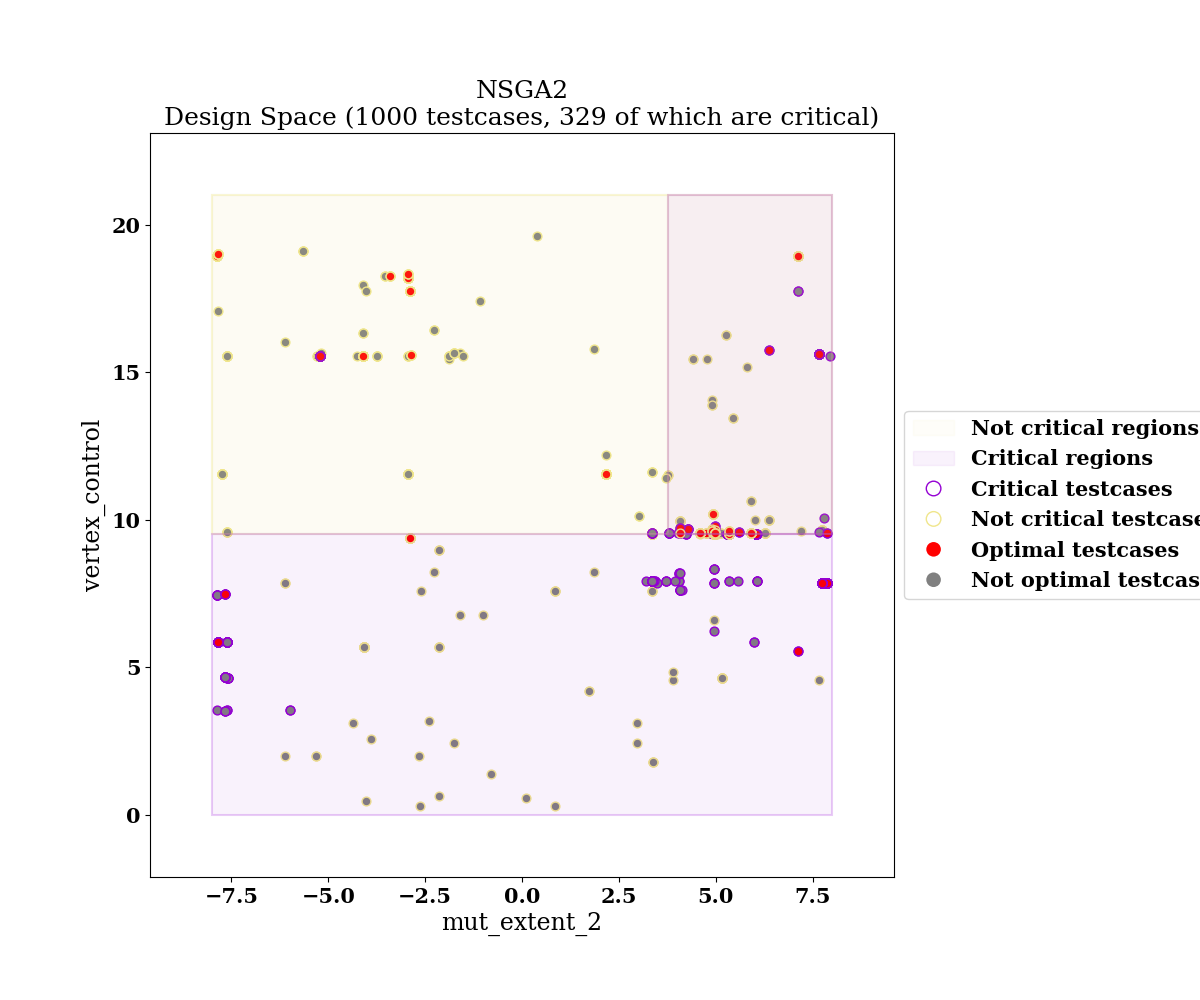 NSGA2
Design Space (1000 testcases, 329 of which are critical)
20
15
10
5
0
vertex_control
−7.5 −5.0 −2.5 0.0 2.5 5.0 7.5
mut_extent_2
Not critical regions
Critical regions
Critical testcases
Not critical testcase
Optimal testcases
Not optimal testcas